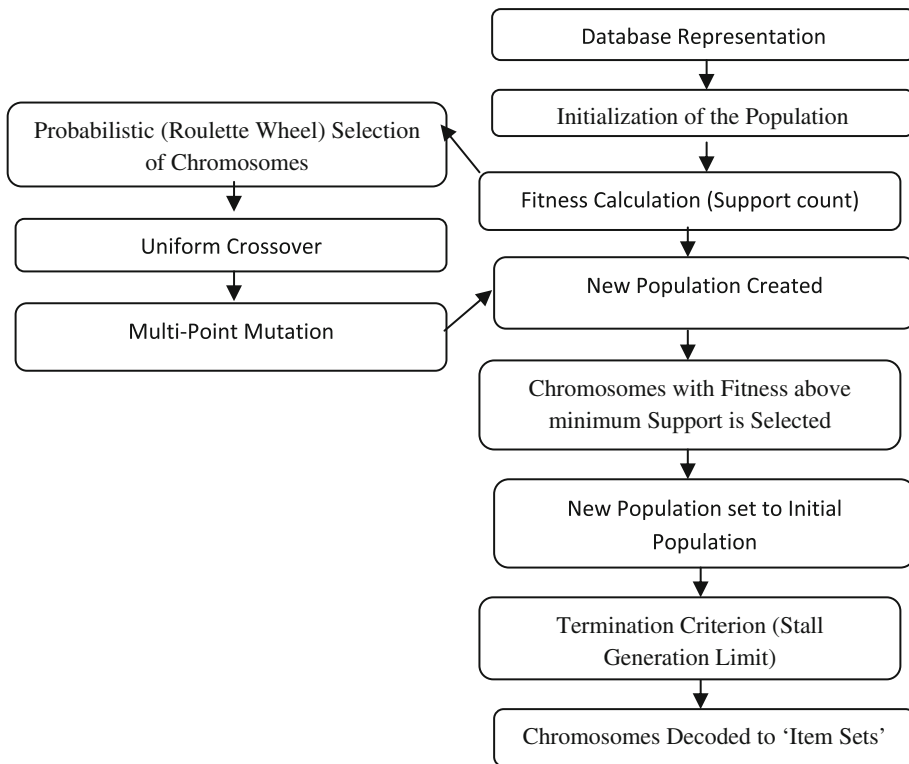 Database Representation
Initialization of the Population
Probabilistic (Roulette Wheel) Selection
of Chromosomes
Fitness Calculation (Support count)
Uniform Crossover
New Population Created
Multi-Point Mutation
Chromosomes with Fitness above
minimum Support is Selected
New Population set to Initial
Population
Termination Criterion (Stall
Generation Limit)
Chromosomes Decoded to ‘Item Sets’